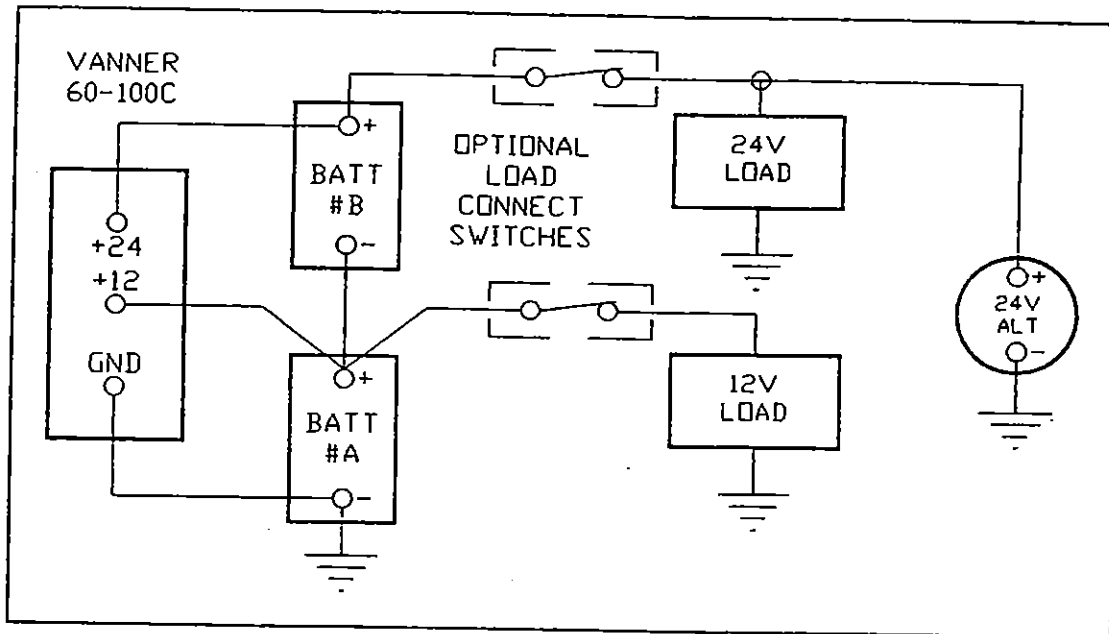 VANNER
60-100C
+24
+12
GND
+
BATT
#B
-
+
BATT
#A
-
OPTIONAL
LOAD
CONNECT
SWITCHES
24V
LOAD
12V
LOAD
+
24V
ALT
-